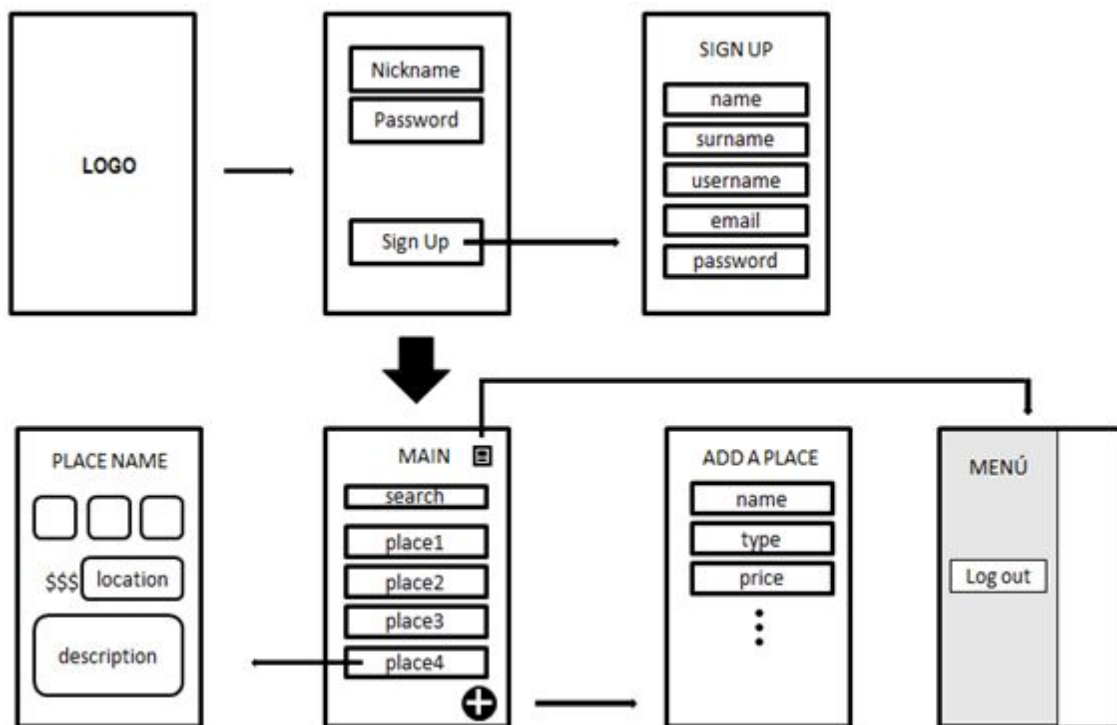 LOGO
Nickname
Password
Sign Up
SIGN UP
name
surname
username
email
password
PLACE NAME
$$$ location
description
MAIN
search
place1
place2
place3
place4
ADD A PLACE
name
type
price
MENÚ
Log out